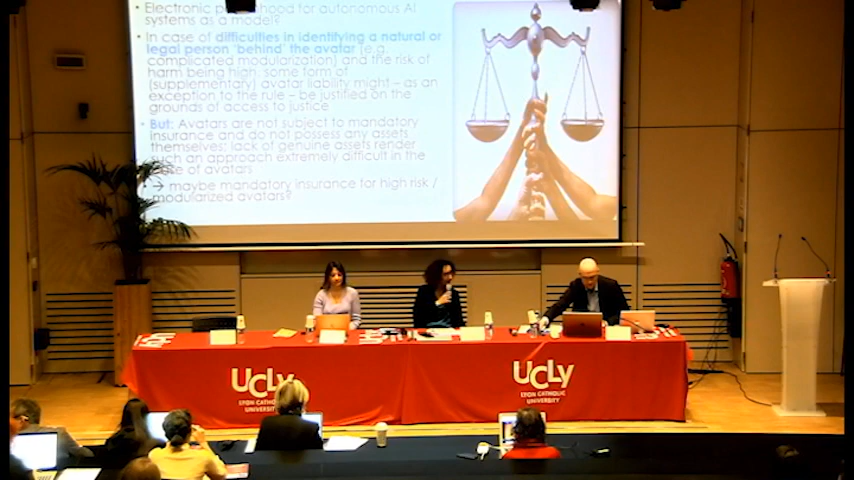 Electronic personhood for autonomous AI
systems as a model?
In case of difficulties in identifying a natural or
legal person 'behind' the avatar (e.g.
complicated modularization) and the risk of
harm being high, some form of
(supplementary) avatar liability might – as an
exception to the rule – be justified on the
grounds of access to justice
But: Avatars are not subject to mandatory
insurance and do not possess any assets
themselves; lack of genuine assets render
such an approach extremely difficult in the
case of avatars
→ maybe mandatory insurance for high risk /
modularized avatars?
UCLy
LYON CATHOLIC
UNIVERSITY
UCLy
LYON CATHOLIC
UNIVERSITY